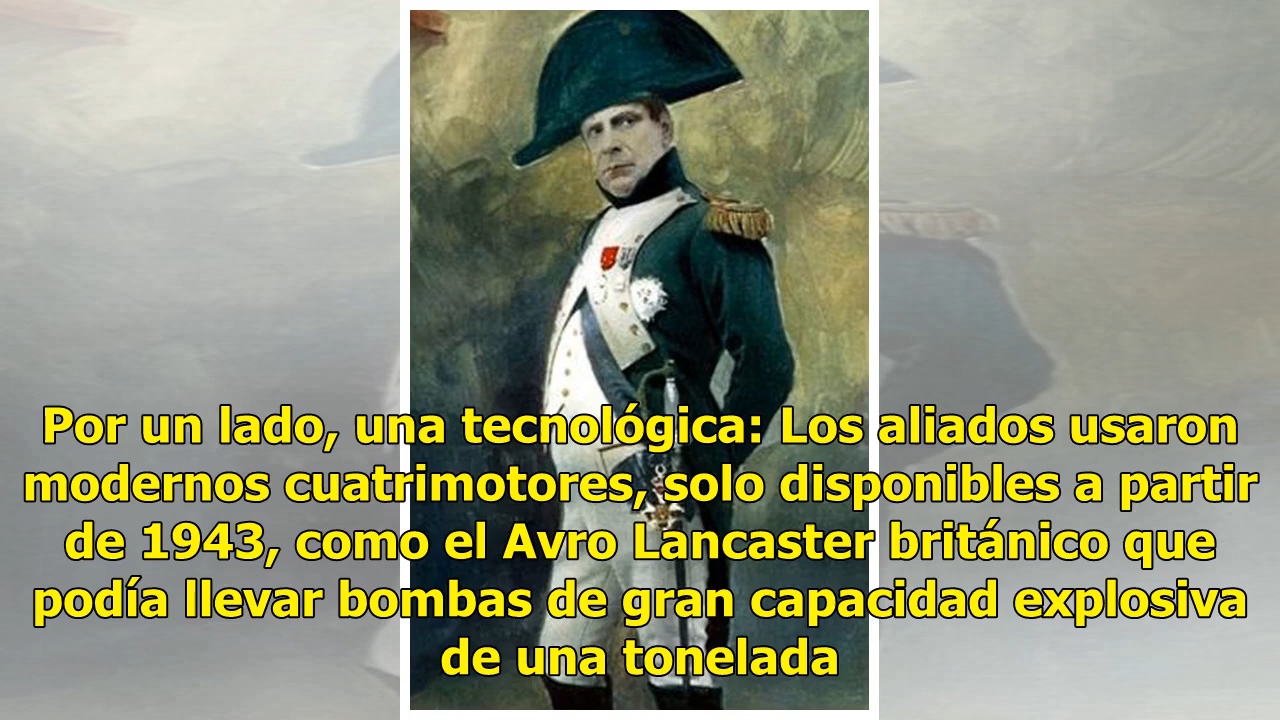 Por un lado, una tecnológica: Los aliados usaron
modernos cuatrimotores, solo disponibles a partir
de 1943, como el Avro Lancaster británico que
podía llevar bombas de gran capacidad explosiva
de una tonelada